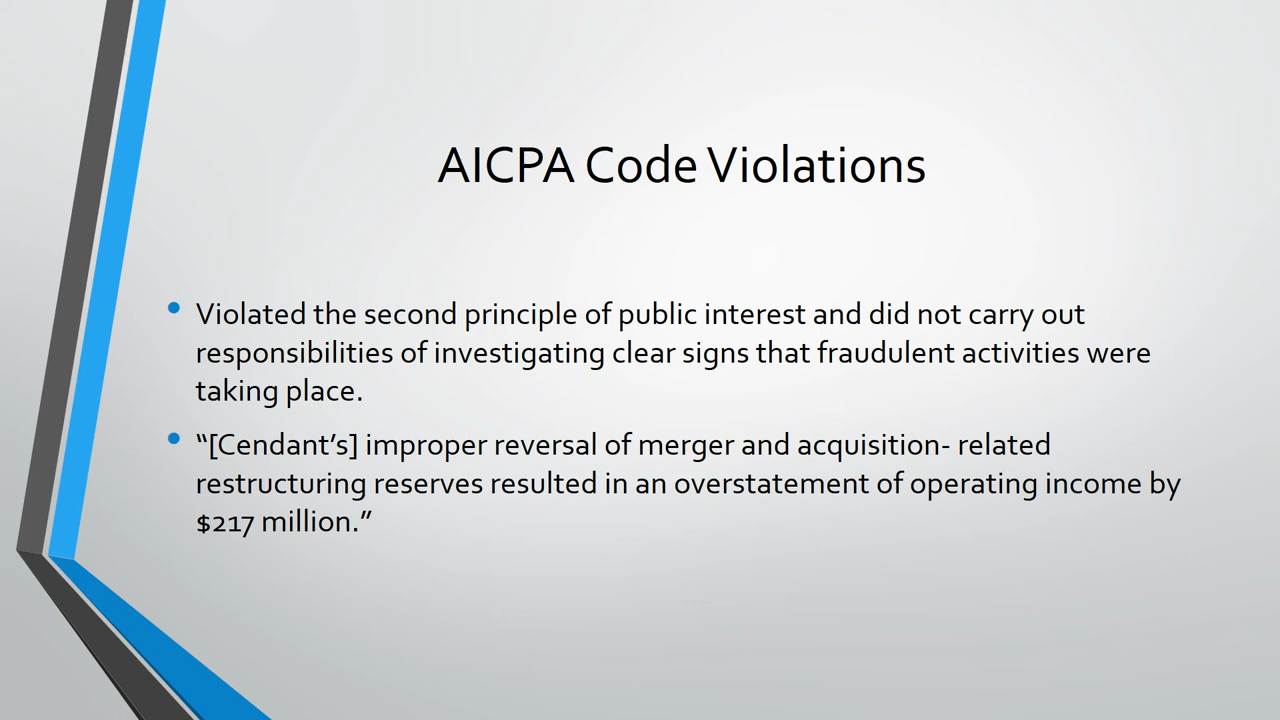 AICPA Code Violations
• Violated the second principle of public interest and did not carry out
responsibilities of investigating clear signs that fraudulent activities were
taking place.
• “[Cendant’s] improper reversal of merger and acquisition- related
restructuring reserves resulted in an overstatement of operating income by
$217 million.”